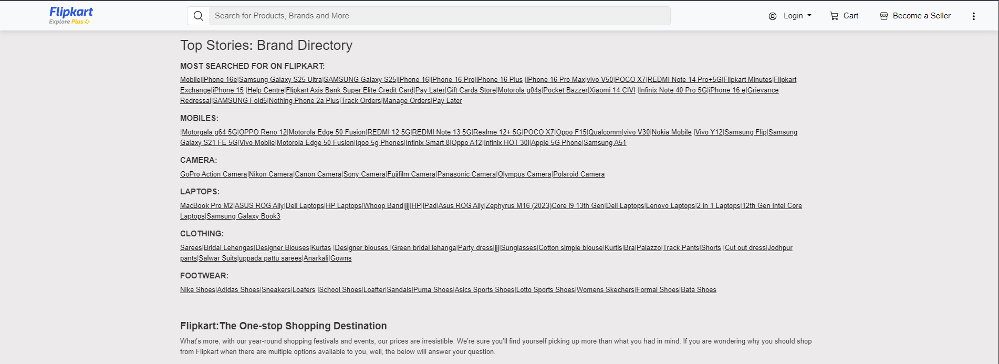 Flipkart
Explore Plus
Search for Products, Brands and More
Login
Cart
Become a Seller
Top Stories: Brand Directory
MOST SEARCHED FOR ON FLIPKART:
Mobile|iPhone 16e|Samsung Galaxy S25 Ultra|SAMSUNG Galaxy S25|iPhone 16|iPhone 16 Pro|iPhone 16 Plus |iPhone 16 Pro Max|vivo V50|POCO X7|REDMI Note 14 Pro+5G|Flipkart Minutes|Flipkart
Exchange|iPhone 15 |Help Centre|Flipkart Axis Bank Super Elite Credit Card|Pay Later|Gift Cards Store|Motorola g04s|Pocket Bazzer|Xiaomi 14 CIVI |Infinix Note 40 Pro 5G|iPhone 16 e|Grievance
Redressal|SAMSUNG Fold5|Nothing Phone 2a Plus|Track Orders|Manage Orders|Pay Later
MOBILES:
|Motorgala g64 5G|OPPO Reno 12|Motorola Edge 50 Fusion|REDMI 12 5G|REDMI Note 13 5G|Realme 12+ 5G|POCO X7|Oppo F15|Qualcomm|vivo V30|Nokia Mobile |Vivo Y12|Samsung Flip|Samsung
Galaxy S21 FE 5G|Vivo Mobile|Motorola Edge 50 Fusion|Iqoo 5g Phones|Infinix Smart 8|Oppo A12|Infinix HOT 30i|Apple 5G Phone|Samsung A51
CAMERA:
GoPro Action Camera|Nikon Camera|Canon Camera|Sony Camera|Fujifilm Camera|Panasonic Camera|Olympus Camera|Polaroid Camera
LAPTOPS:
MacBook Pro M2|ASUS ROG Ally|Dell Laptops|HP Laptops|Whoop Band|jjj|HP|iPad|Asus ROG Ally|Zephyrus M16 (2023)Core i9 13th Gen|Dell Laptops|Lenovo Laptops|2 in 1 Laptops|12th Gen Intel Core
Laptops|Samsung Galaxy Book3
CLOTHING:
Sarees|Bridal Lehengas|Designer Blouses|Kurtas |Designer blouses |Green bridal lehanga|Party dress|jjj|Sunglasses|Cotton simple blouse|Kurtis|Bra|Palazzo|Track Pants|Shorts |Cut out dress|Jodhpur
pants|Salwar Suits|uppada pattu sarees|Anarkali|Gowns
FOOTWEAR:
Nike Shoes|Adidas Shoes|Sneakers|Loafers |School Shoes|Loafter|Sandals|Puma Shoes|Asics Sports Shoes|Lotto Sports Shoes|Womens Skechers|Formal Shoes|Bata Shoes
Flipkart:The One-stop Shopping Destination
What's more, with our year-round shopping festivals and events, our prices are irresistible. We're sure you'll find yourself picking up more than what you had in mind. If you are wondering why you should shop
from Flipkart when there are multiple options available to you, well, the below will answer your question.